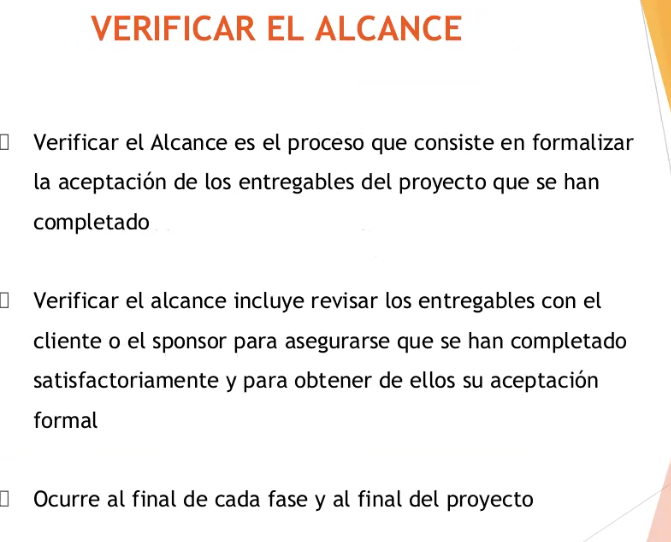 VERIFICAR EL ALCANCE
Verificar el Alcance es el proceso que consiste en formalizar
la aceptación de los entregables del proyecto que se han
completado
Verificar el alcance incluye revisar los entregables con el
cliente o el sponsor para asegurarse que se han completado
satisfactoriamente y para obtener de ellos su aceptación
formal
Ocurre al final de cada fase y al final del proyecto